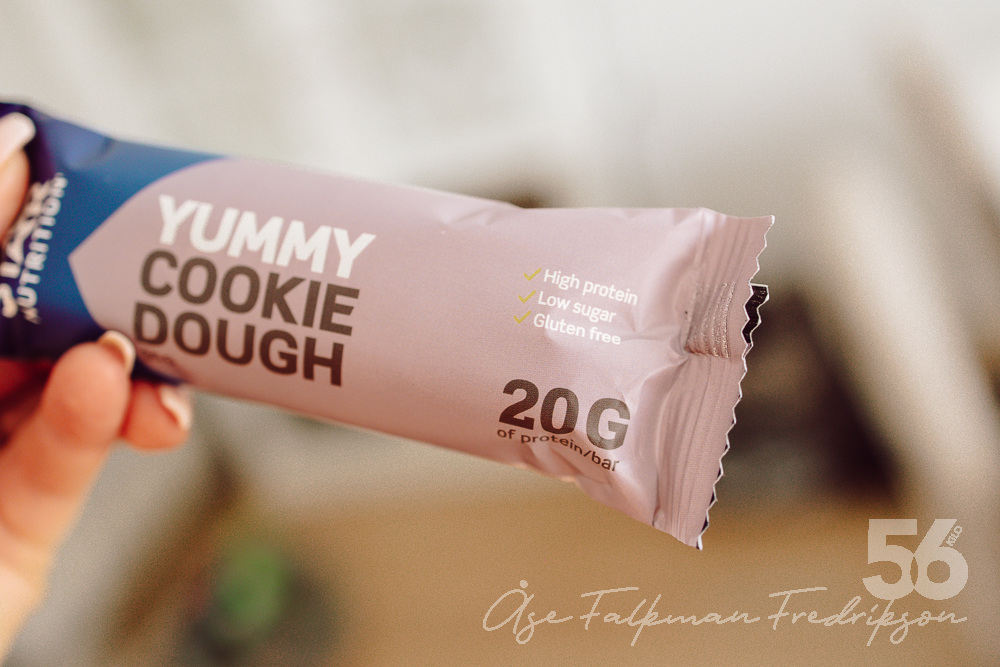 NUTRITION
YUMMY
COOKIE
DOUGH
High protein
Low sugar
Gluten free
20G
of protein/bar
56
KILO
Åse Falkman Fredrikson